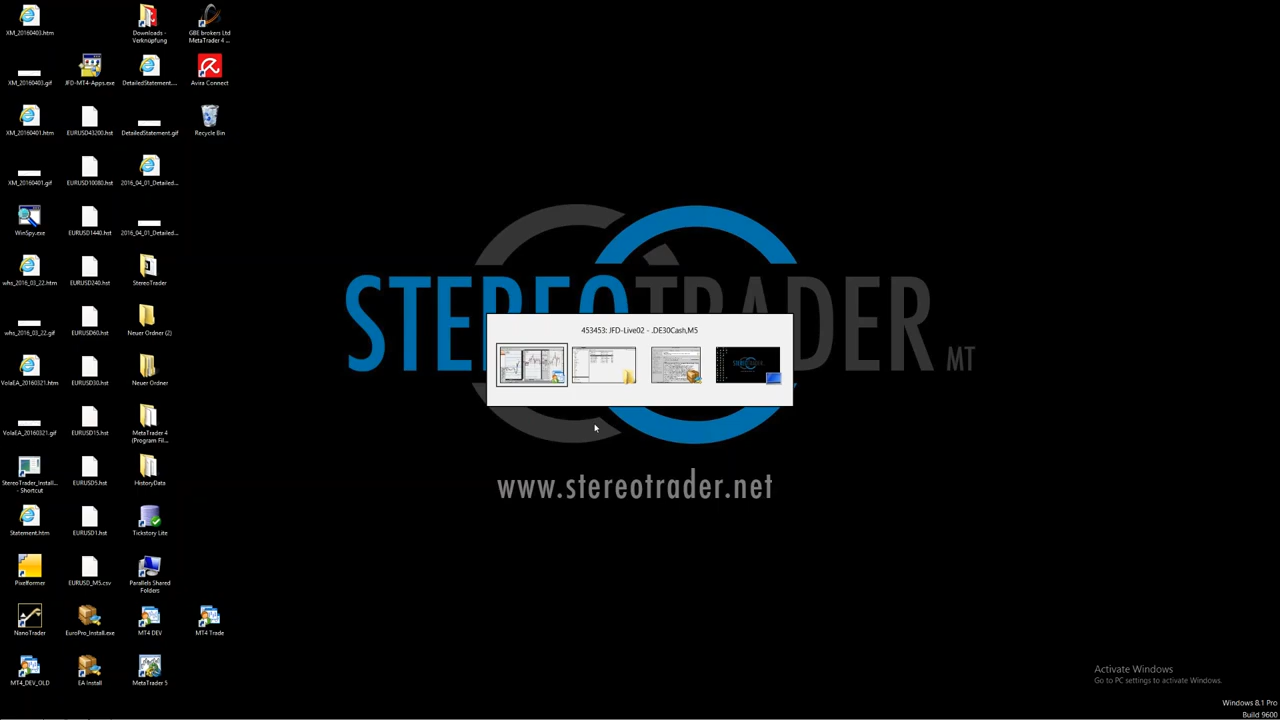 XM_20160403.htm
Downloads -
Verknüpfung
GBE brokers Ltd
MetaTrader 4 ...
XM_20160403.gif
JFD-MT4-Apps.exe
DetailedStatement....
Avira Connect
XM_20160401.htm
EURUSD43200.hst
DetailedStatement.gif
Recycle Bin
XM_20160401.gif
EURUSD10080.hst
2016_04_01_Detailed...
WinSpy.exe
EURUSD1440.hst
2016_04_01_Detailed...
whs_2016_03_22.htm
EURUSD240.hst
StereoTrader
whs_2016_03_22.gif
EURUSD60.hst
Neuer Ordner (2)
VolaEA_20160321.htm
EURUSD30.hst
Neuer Ordner
VolaEA_20160321.gif
EURUSD15.hst
MetaTrader 4
(Program Fil...
StereoTrader_Install...
- Shortcut
EURUSD5.hst
HistoryData
Statement.htm
EURUSD1.hst
Tickstory Lite
Pixelformer
EURUSD_M5.csv
Parallels Shared
Folders
NanoTrader
EuroPro_Install.exe
MT4 DEV
MT4 Trade
MT4_DEV_OLD
EA Install
MetaTrader 5
STEREOTRADER MT
453453: JFD-Live02 - .DE30Cash,M5
www.stereotrader.net
Activate Windows
Go to PC settings to activate Windows.
Windows 8.1 Pro
Build 9600